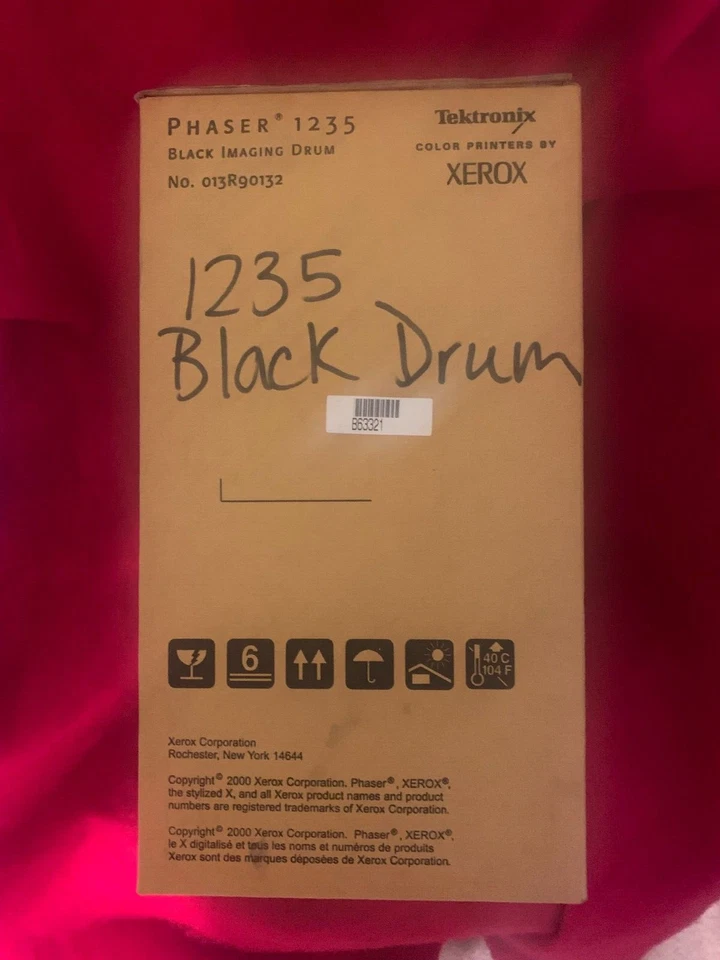 PHASER® 1235
BLACK IMAGING DRUM
No. 013R90132
Tektronix
COLOR PRINTERS BY
XEROX
1235
Black Drum
B63321
6
40 C
104 F
Xerox Corporation
Rochester, New York 14644
Copyright© 2000 Xerox Corporation. Phaser®, XEROX®,
the stylized X, and all Xerox product names and product
numbers are registered trademarks of Xerox Corporation.
Copyright© 2000 Xerox Corporation. Phaser®, XEROX®,
le X digitalisé et tous les noms et numéros de produits
Xerox sont des marques déposées de Xerox Corporation.